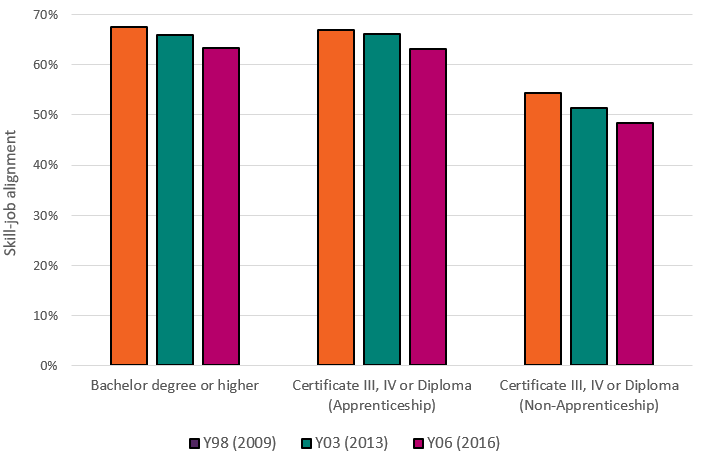 70%
60%
50%
40%
30%
20%
10%
0%
Skill-job alignment
Bachelor degree or higher
Certificate III, IV or Diploma
(Apprenticeship)
Certificate III, IV or Diploma
(Non-Apprenticeship)
Y98 (2009)
Y03 (2013)
Y06 (2016)